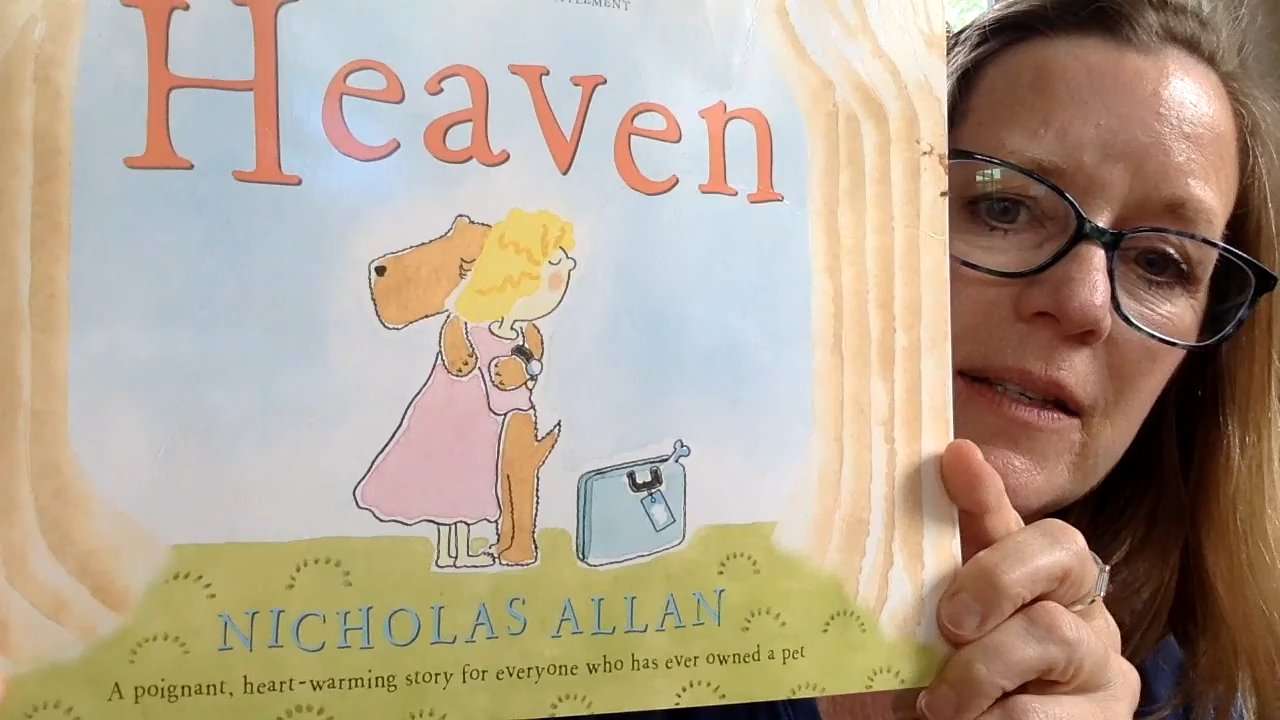 Heaven
NICHOLAS ALLAN
A poignant, heart-warming story for everyone who has ever owned a pet